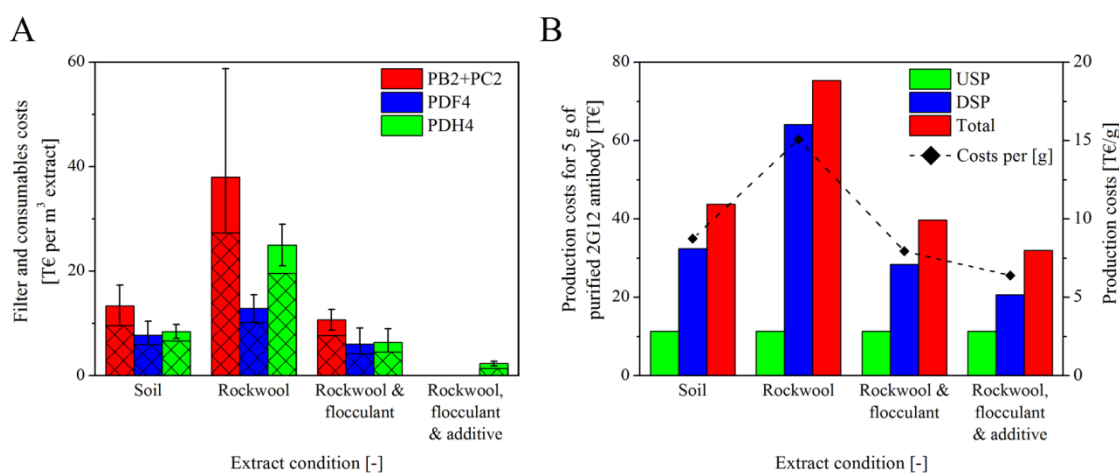 A
Filter and consumables costs
[T€ per m³ extract]
60
40
20
0
PB2+PC2
PDF4
PDH4
Soil
Rockwool
Rockwool &
flocculant
Rockwool,
flocculant
& additive
Extract condition [-]
B
Production costs for 5 g of
purified 2G12 antibody [T€]
80
60
40
20
0
USP
DSP
Total
Costs per [g]
20
15
10
5
0
Production costs [T€/g]
Soil
Rockwool
Rockwool &
flocculant
Rockwool,
flocculant
& additive
Extract condition [-]